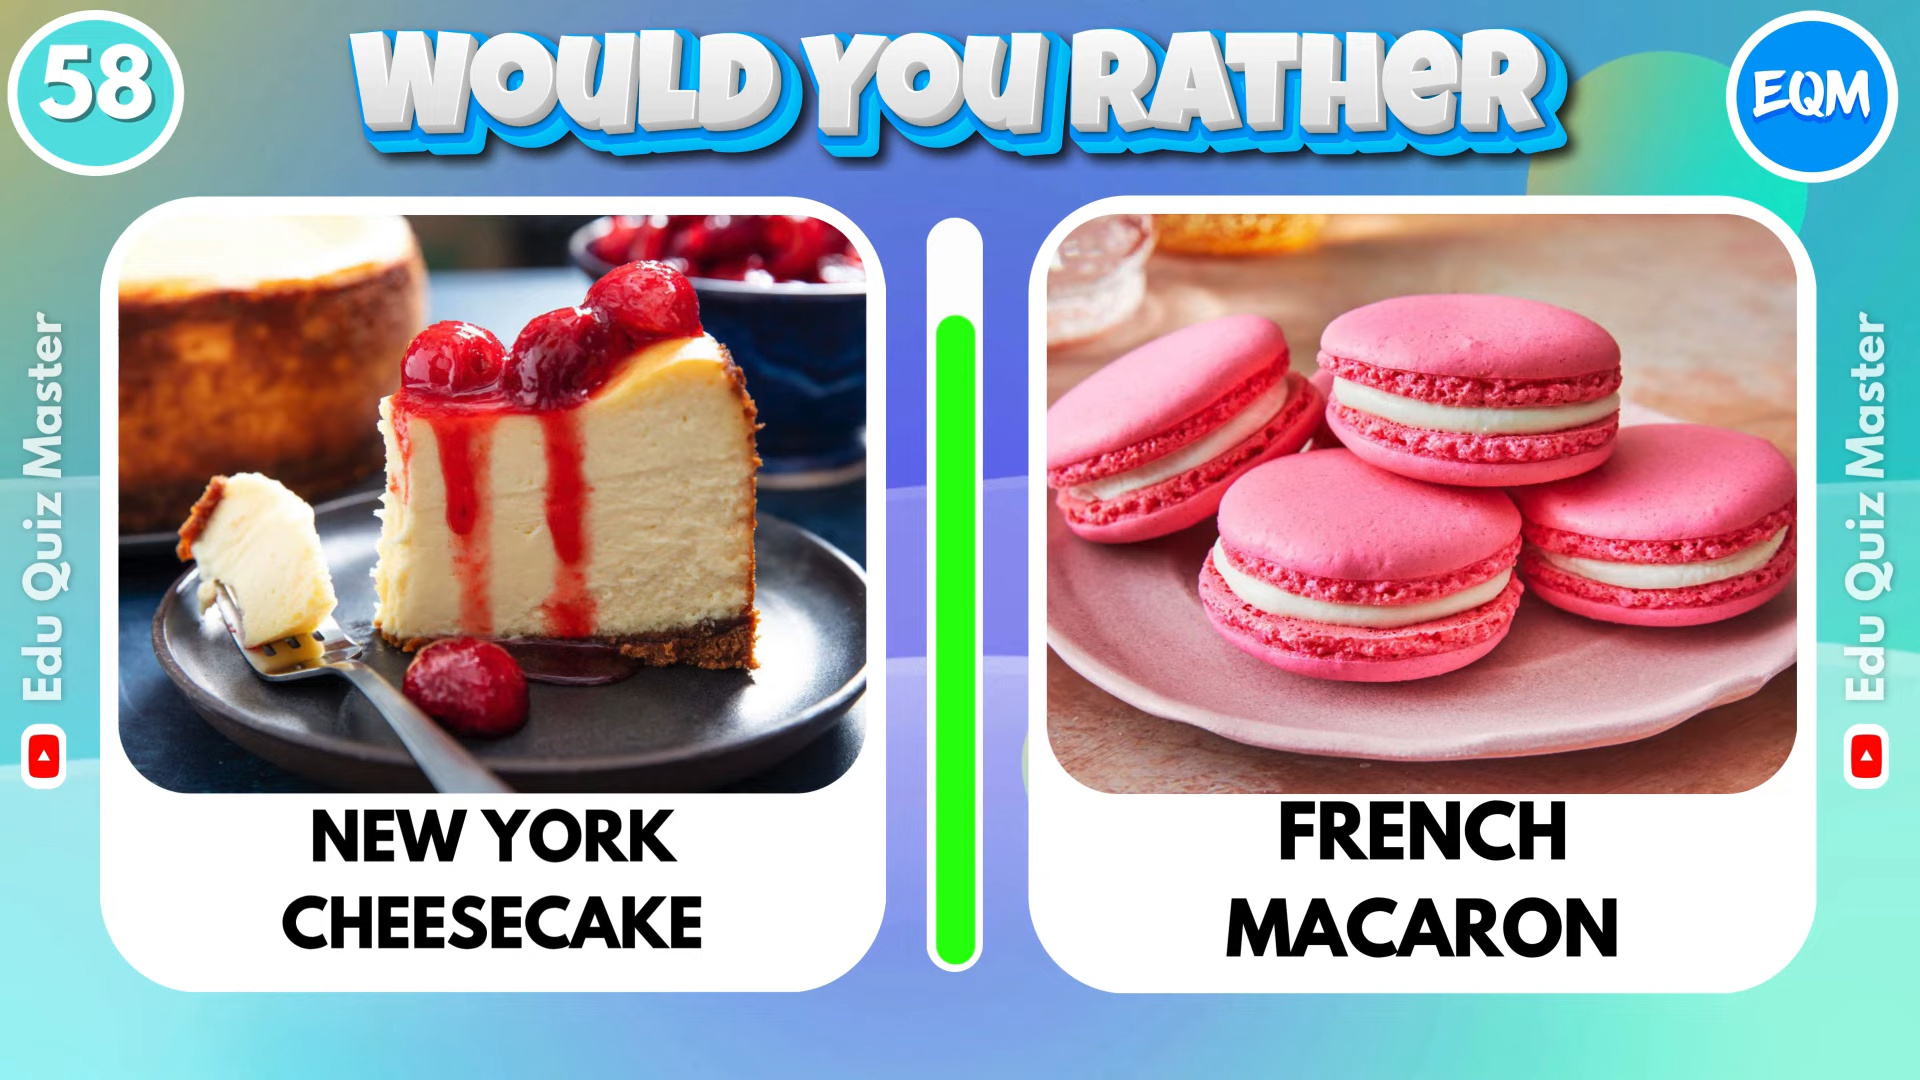 58
WOULD YOU RATHER
EQM
Edu Quiz Master
Edu Quiz Master
NEW YORK
CHEESECAKE
FRENCH
MACARON